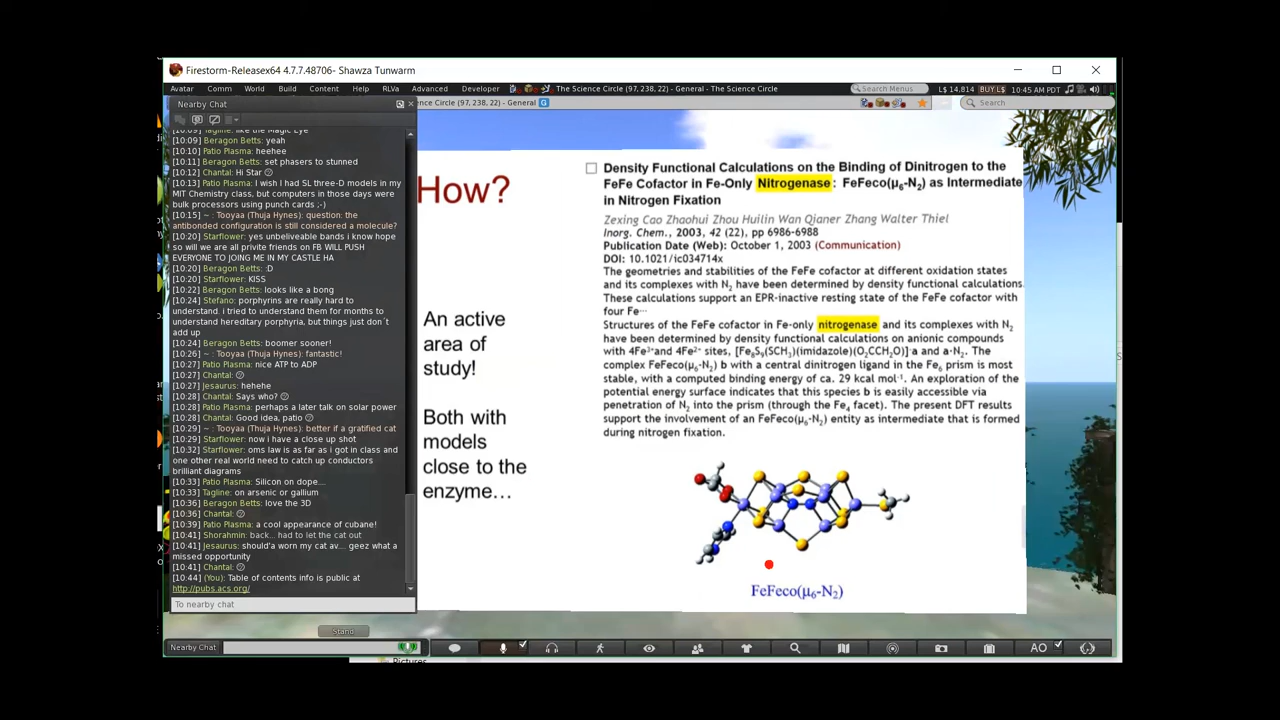 Firestorm-Releasex64 4.7.7.48706- Shawza Tunwarm
Avatar Comm World Build Content Help RLVa Advanced Developer The Science Circle (97, 238, 22) - General - The Science Circle Search Menus L$ 14,814 BUY L$ 10:45 AM PDT
Nearby Chat
ence Circle (97, 238, 22) - General
Search
[10:09] Tagline: like the Magic Eye
[10:09] Beragon Betts: yeah
[10:10] Patio Plasma: heehee
[10:11] Beragon Betts: set phasers to stunned
[10:12] Chantal: Hi Star
[10:13] Patio Plasma: I wish I had SL three-D models in my
MIT Chemistry class, but computers in those days were
bulk processors using punch cards ;-)
[10:15] ~ : Tooyaa (Thuja Hynes): question: the
antibonded configuration is still considered a molecule?
[10:20] Starflower: yes unbeliveable bands i know hope
so will we are all privite friends on FB WILL PUSH
EVERYONE TO JOING ME IN MY CASTLE HA
[10:20] Beragon Betts: :D
[10:20] Starflower: KISS
[10:22] Beragon Betts: looks like a bong
[10:24] Stefano: porphyrins are really hard to
understand. i tried to understand them for months to
understand hereditary porphyria, but things just don´t
add up
[10:26] Beragon Betts: boomer sooner!
[10:26] ~ : Tooyaa (Thuja Hynes): fantastic!
[10:27] Patio Plasma: nice ATP to ADP
[10:27] Chantal:
[10:27] Jesaurus: hehehe
[10:28] Chantal: Says who?
[10:28] Patio Plasma: perhaps a later talk on solar power
[10:28] Chantal: Good idea, patio
[10:29] ~ : Tooyaa (Thuja Hynes): better if a gratified cat
[10:29] Starflower: now i have a close up shot
[10:32] Starflower: oms law is as far as i got in class and
one other real world need to catch up conductors
brilliant diagrams
[10:33] Patio Plasma: Silicon on dope...
[10:33] Tagline: on arsenic or gallium
[10:36] Beragon Betts: love the 3D
[10:36] Chantal:
[10:39] Patio Plasma: a cool appearance of cubane!
[10:41] Shorahmin: back... had to let the cat out
[10:41] Jesaurus: should'a worn my cat av.... geez what a
missed opportunity
[10:41] Chantal:
[10:44] (You): Table of contents info is public at
http://pubs.acs.org/
To nearby chat
Stand
Nearby Chat
AO
How?
An active
area of
study!
Both with
models
close to the
enzyme…
Density Functional Calculations on the Binding of Dinitrogen to the
FeFe Cofactor in Fe-Only Nitrogenase: FeFeco(μ₆-N₂) as Intermediate
in Nitrogen Fixation
Zexing Cao Zhaohui Zhou Huilin Wan Qianer Zhang Walter Thiel
Inorg. Chem., 2003, 42 (22), pp 6986-6988
Publication Date (Web): October 1, 2003 (Communication)
DOI: 10.1021/ic034714x
The geometries and stabilities of the FeFe cofactor at different oxidation states
and its complexes with N₂ have been determined by density functional calculations.
These calculations support an EPR-inactive resting state of the FeFe cofactor with
four Fe···
Structures of the FeFe cofactor in Fe-only nitrogenase and its complexes with N₂
have been determined by density functional calculations on anionic compounds
with 4Fe³⁺and 4Fe²⁺ sites, [Fe₈S₉(SCH₃)(imidazole)(O₂CCH₂O)] a and a-N₂. The
complex FeFeco(μ₆-N₂) b with a central dinitrogen ligand in the Fe₆ prism is most
stable, with a computed binding energy of ca. 29 kcal mol⁻¹. An exploration of the
potential energy surface indicates that this species b is easily accessible via
penetration of N₂ into the prism (through the Fe₄ facet). The present DFT results
support the involvement of an FeFeco(μ₆-N₂) entity as intermediate that is formed
during nitrogen fixation.
FeFeco(μ₆-N₂)
Pictures